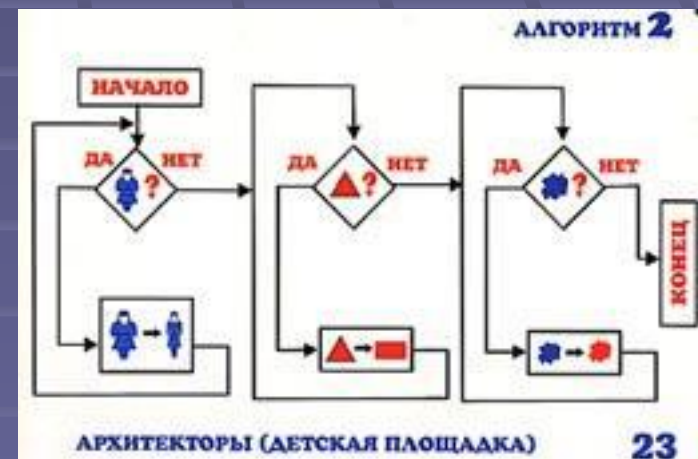 АЛГОРИТМ 2
НАЧАЛО
ДА
?
НЕТ
ДА
?
НЕТ
ДА
?
НЕТ
КОНЕЦ
АРХИТЕКТОРЫ (ДЕТСКАЯ ПЛОЩАДКА)
23